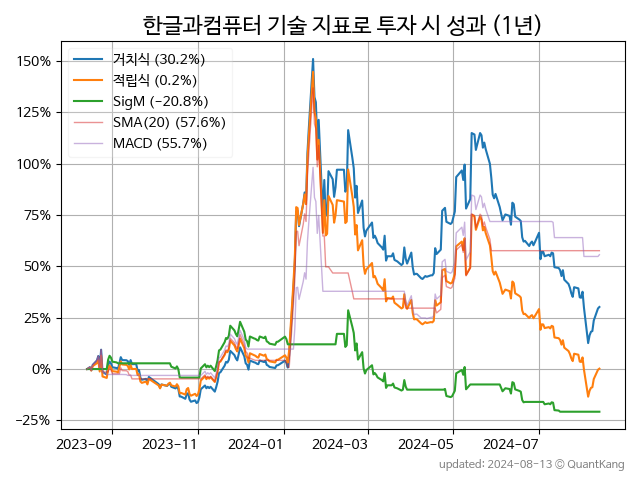 한글과컴퓨터 기술 지표로 투자 시 성과 (1년)
150%
125%
100%
75%
50%
25%
0%
−25%
거치식 (30.2%)
적립식 (0.2%)
SigM (−20.8%)
SMA(20) (57.6%)
MACD (55.7%)
2023−09 2023−11 2024−01 2024−03 2024−05 2024−07
updated: 2024-08-13 © QuantKang